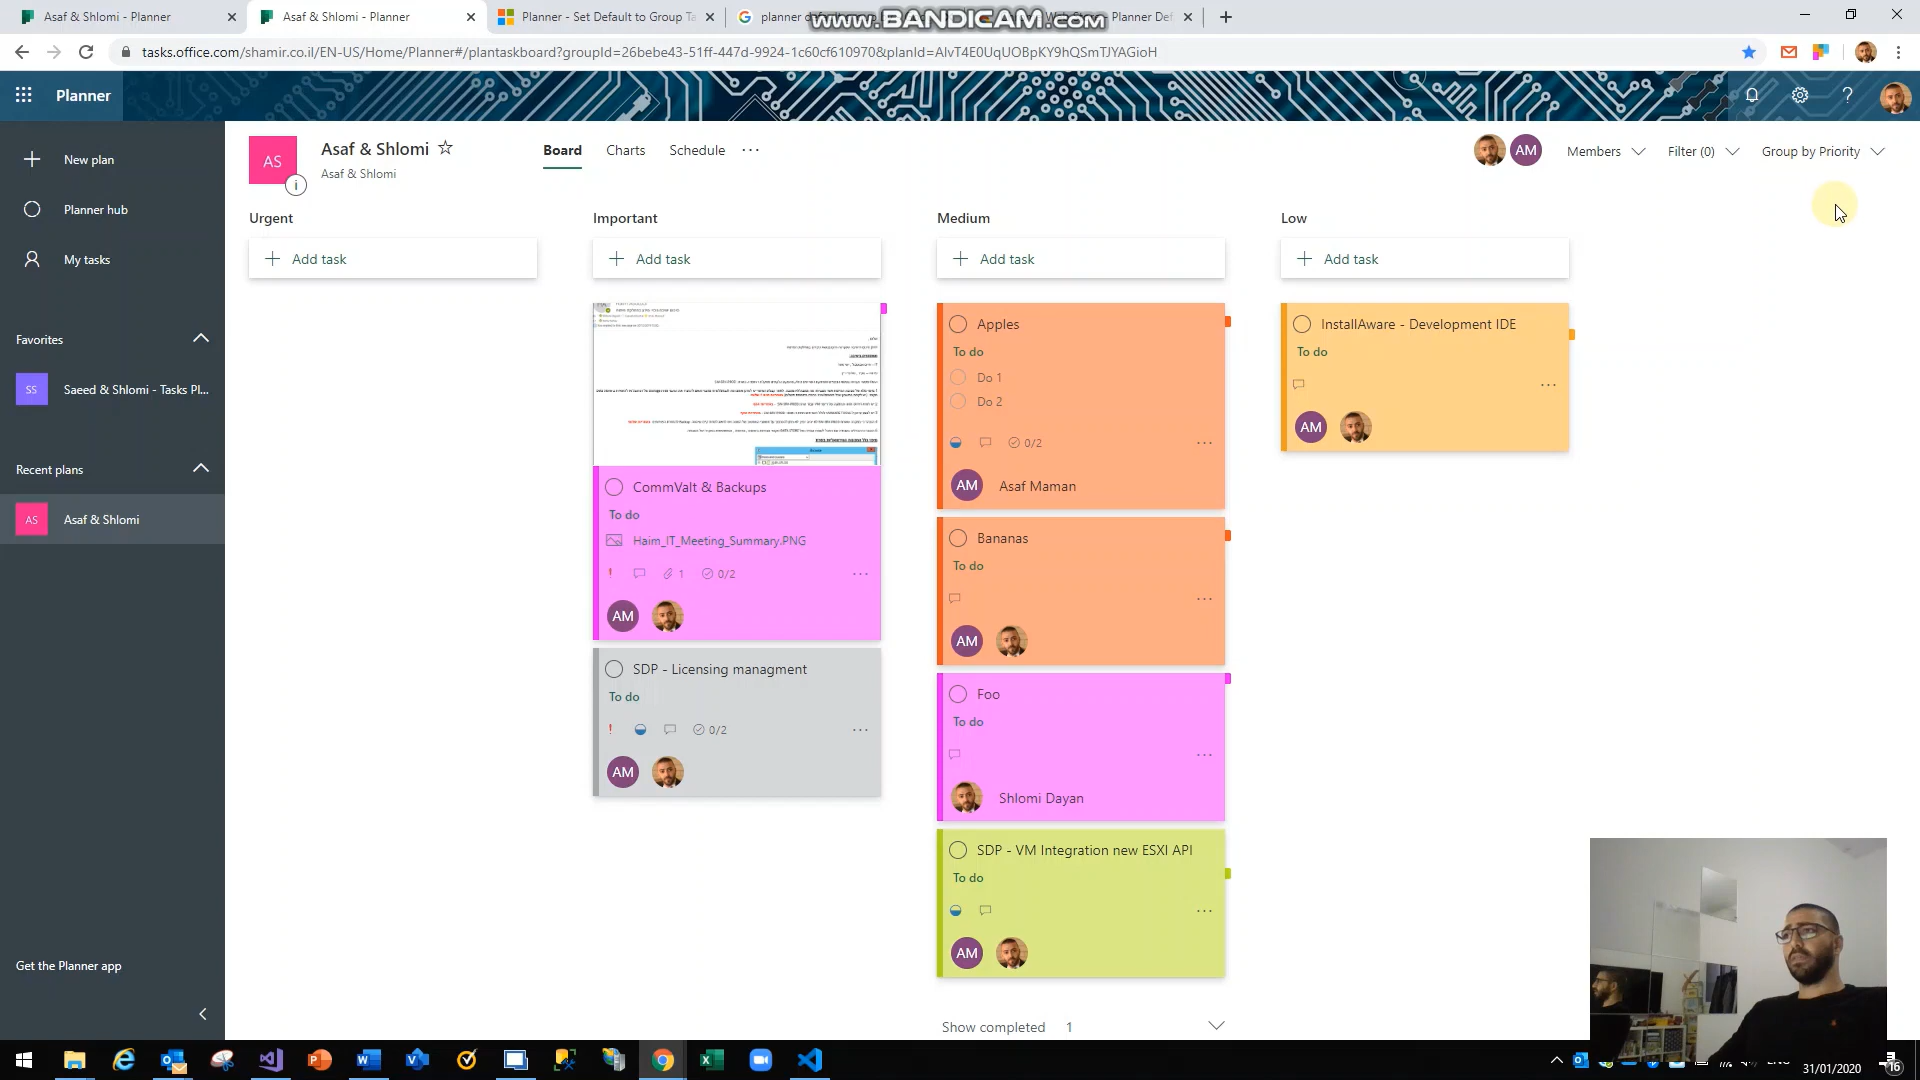 Asaf & Shlomi - Planner
Asaf & Shlomi - Planner
Planner - Set Default to Group Ta
planner default
Planner Def
www.BANDICAM.com
tasks.office.com/shamir.co.il/EN-US/Home/Planner#/plantaskboard?groupId=26bebe43-51ff-447d-9924-1c60cf610970&planId=AlvT4E0UqUOBpKY9hQSmTJYAGioH
Planner
New plan
Planner hub
My tasks
Favorites
SS
Saeed & Shlomi - Tasks Pl...
Recent plans
AS
Asaf & Shlomi
Get the Planner app
AS
Asaf & Shlomi
Asaf & Shlomi
Board
Charts
Schedule
AM
Members
Filter (0)
Group by Priority
Urgent
Add task
Important
Add task
CommValt & Backups
To do
Haim_IT_Meeting_Summary.PNG
1
0/2
AM
SDP - Licensing managment
To do
0/2
AM
Medium
Add task
Apples
To do
Do 1
Do 2
0/2
AM
Asaf Maman
Bananas
To do
AM
Foo
To do
Shlomi Dayan
SDP - VM Integration new ESXI API
To do
AM
Show completed 1
Low
Add task
InstallAware - Development IDE
To do
AM
31/01/2020
16